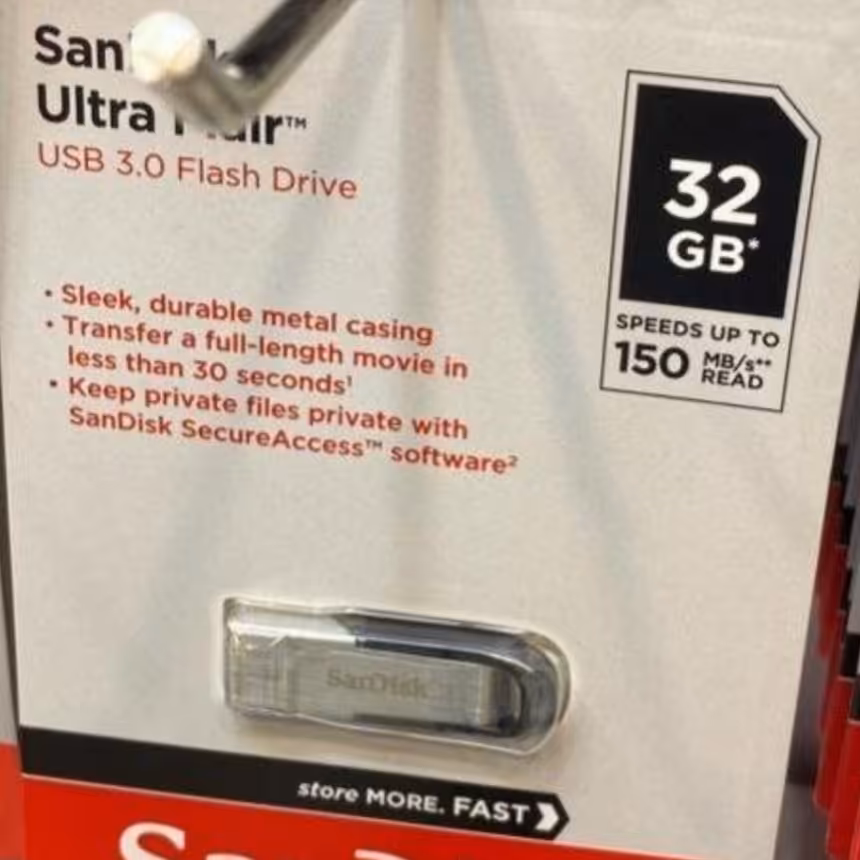 San
Ultra
USB 3.0 Flash Drive
32
GB*
SPEEDS UP TO
150 MB/s**
READ
• Sleek, durable metal casing
• Transfer a full-length movie in
less than 30 seconds¹
• Keep private files private with
SanDisk SecureAccess™ software²
SanDisk
store MORE. FAST